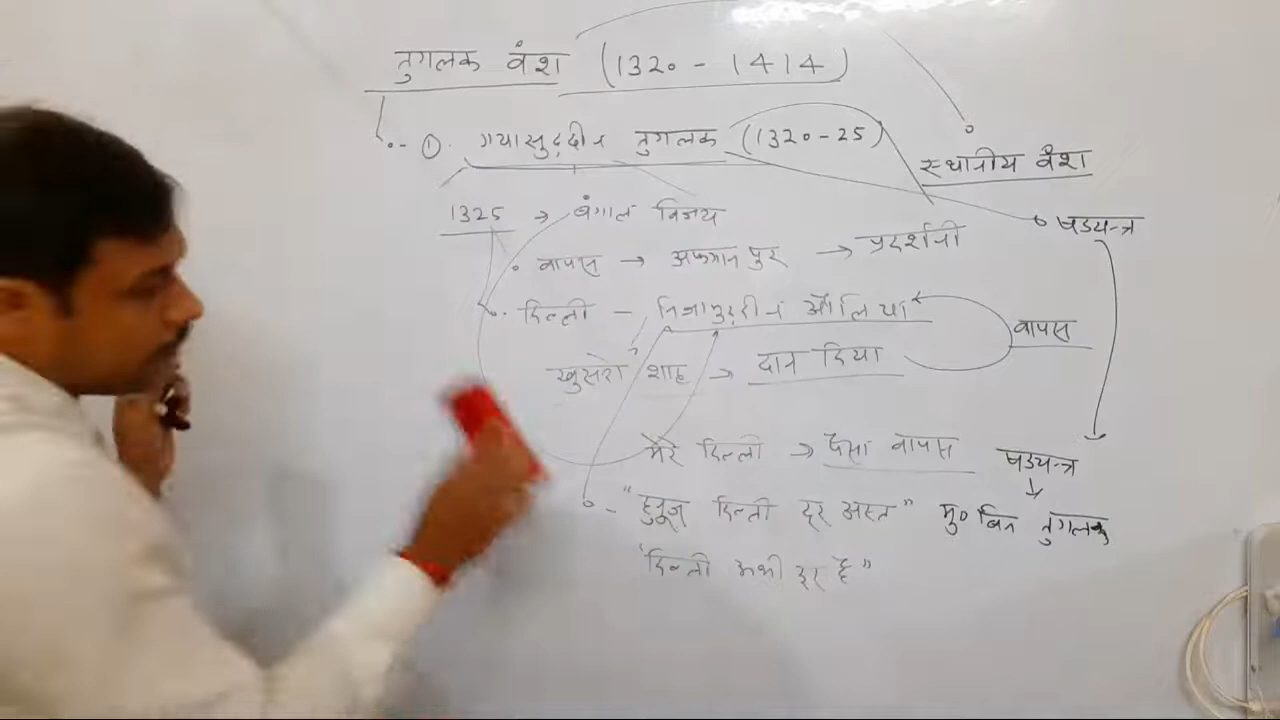 तुगलक वंश (1320 - 1414)
① गयासुद्दीन तुगलक (1320-25)
स्थानीय वंश
1325 → बंगाल विजय
षडयन्त्र
वापस → अफगानपुर → प्रदर्शनी
दिल्ली - निजामुद्दीन औलिया
वापस
खुसरो शाह → दान दिया
मेरे दिल्ली → पैसा वापस
षडयन्त्र
- "हुनूज दिल्ली दूर अस्त"
मु० बिन तुगलक
"दिल्ली अभी दूर है"